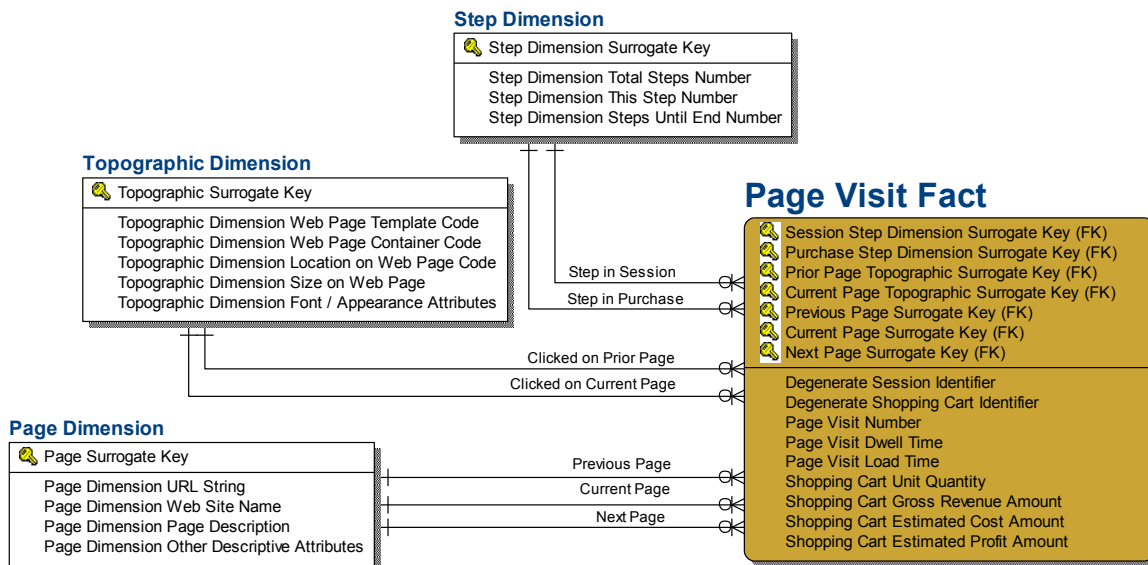 Step Dimension
Step Dimension Surrogate Key
Step Dimension Total Steps Number
Step Dimension This Step Number
Step Dimension Steps Until End Number
Topographic Dimension
Topographic Surrogate Key
Topographic Dimension Web Page Template Code
Topographic Dimension Web Page Container Code
Topographic Dimension Location on Web Page Code
Topographic Dimension Size on Web Page
Topographic Dimension Font / Appearance Attributes
Page Visit Fact
Session Step Dimension Surrogate Key (FK)
Purchase Step Dimension Surrogate Key (FK)
Prior Page Topographic Surrogate Key (FK)
Current Page Topographic Surrogate Key (FK)
Previous Page Surrogate Key (FK)
Current Page Surrogate Key (FK)
Next Page Surrogate Key (FK)
Degenerate Session Identifier
Degenerate Shopping Cart Identifier
Page Visit Number
Page Visit Dwell Time
Page Visit Load Time
Shopping Cart Unit Quantity
Shopping Cart Gross Revenue Amount
Shopping Cart Estimated Cost Amount
Shopping Cart Estimated Profit Amount
Step in Session
Step in Purchase
Clicked on Prior Page
Clicked on Current Page
Page Dimension
Page Surrogate Key
Page Dimension URL String
Page Dimension Web Site Name
Page Dimension Page Description
Page Dimension Other Descriptive Attributes
Previous Page
Current Page
Next Page